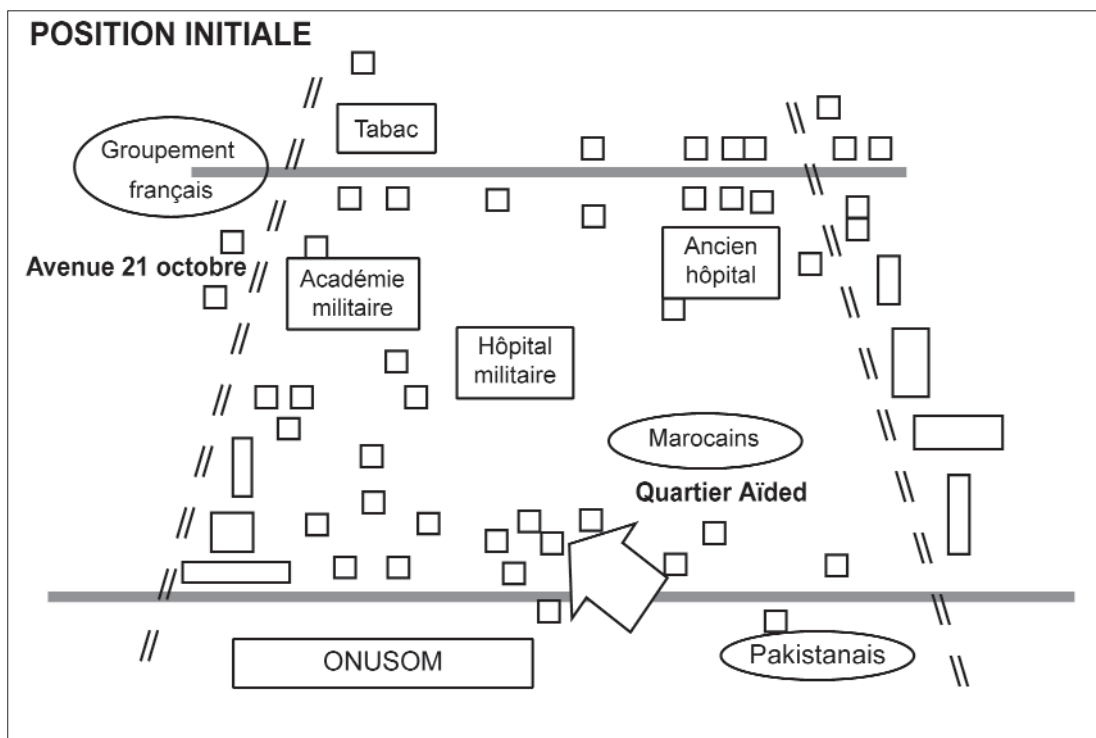 POSITION INITIALE
Tabac
Groupement
français
Avenue 21 octobre
Académie
militaire
Ancien
hôpital
Hôpital
militaire
Marocains
Quartier Aïded
ONUSOM
Pakistanais